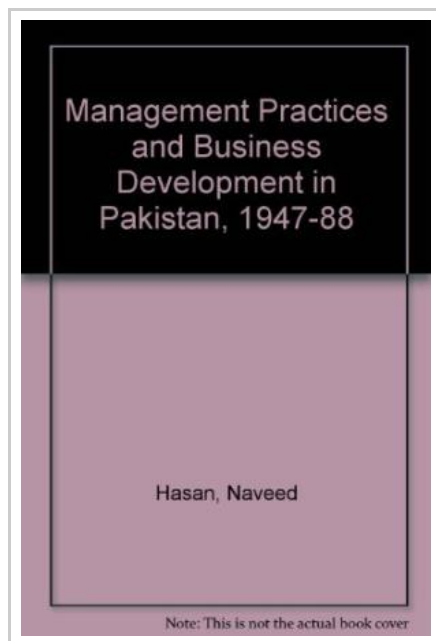 Management Practices
and Business
Development in
Pakistan, 1947-88
Hasan, Naveed
Note: This is not the actual book cover